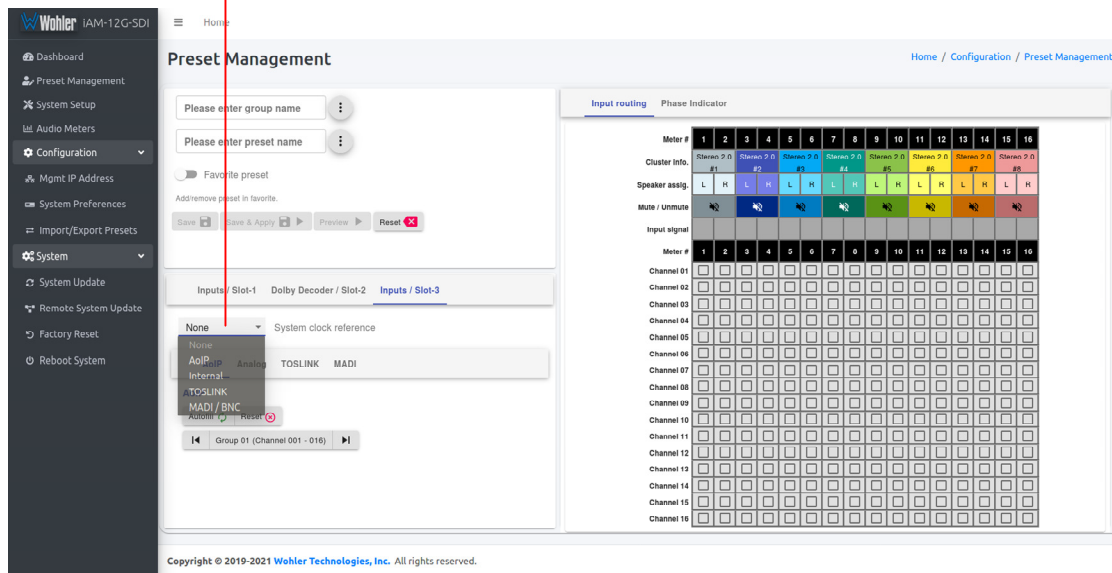 Wohler iAM-12G-SDI
Home
Dashboard
Preset Management
System Setup
Audio Meters
Configuration
Mgmt IP Address
System Preferences
Import/Export Presets
System
System Update
Remote System Update
Factory Reset
Reboot System
Preset Management
Home / Configuration / Preset Management
Please enter group name
Please enter preset name
Favorite preset
Add/remove preset in favorite.
Save Save & Apply Preview Reset
Inputs / Slot-1 Dolby Decoder / Slot-2 Inputs / Slot-3
None System clock reference
None
AoIP
Internal
TOSLINK
MADI / BNC
AoIP Analog TOSLINK MADI
Autofill Reset
Group 01 (Channel 001 - 016)
Input routing Phase Indicator
Meter # 1 2 3 4 5 6 7 8 9 10 11 12 13 14 15 16
Cluster Info. Stereo 2.0 Stereo 2.0 Stereo 2.0 Stereo 2.0 Stereo 2.0 Stereo 2.0 Stereo 2.0 Stereo 2.0
#1 #2 #3 #4 #5 #6 #7 #8
Speaker assig. L R L R L R L R L R L R L R L R
Mute / Unmute
Input signal
Meter # 1 2 3 4 5 6 7 8 9 10 11 12 13 14 15 16
Channel 01
Channel 02
Channel 03
Channel 04
Channel 05
Channel 06
Channel 07
Channel 08
Channel 09
Channel 10
Channel 11
Channel 12
Channel 13
Channel 14
Channel 15
Channel 16
Copyright © 2019-2021 Wohler Technologies, Inc. All rights reserved.